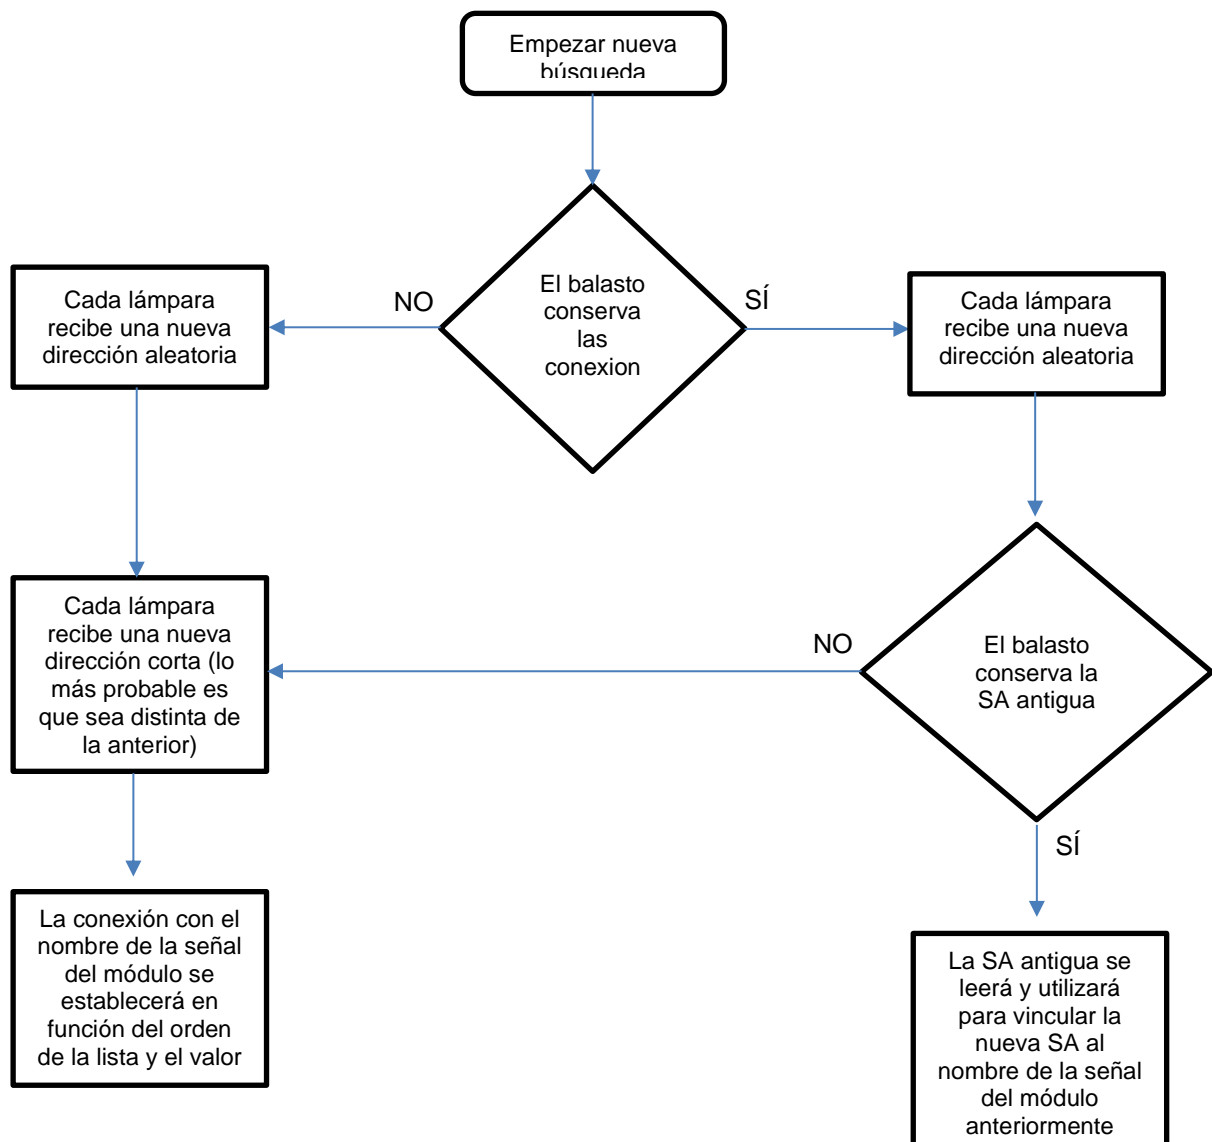 Empezar nueva
búsqueda
El balasto
conserva
las
conexion
NO
SÍ
Cada lámpara
recibe una nueva
dirección aleatoria
Cada lámpara
recibe una nueva
dirección aleatoria
Cada lámpara
recibe una nueva
dirección corta (lo
más probable es
que sea distinta de
la anterior)
NO
El balasto
conserva la
SA antigua
SÍ
La conexión con el
nombre de la señal
del módulo se
establecerá en
función del orden
de la lista y el valor
La SA antigua se
leerá y utilizará
para vincular la
nueva SA al
nombre de la señal
del módulo
anteriormente